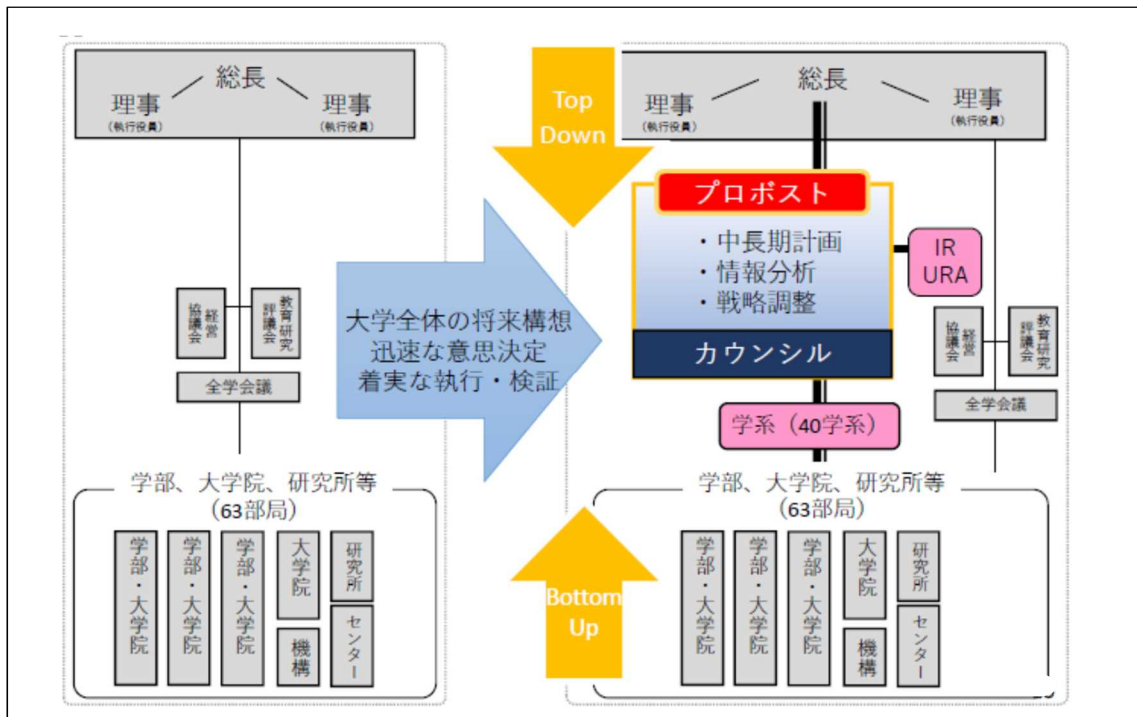 総長
理事
(執行役員)
理事
(執行役員)
経営
協議会
教育研究
評議会
全学会議
学部、大学院、研究所等
(63部局)
学部・大学院
学部・大学院
学部・大学院
大学院
機構
研究所
センター
大学全体の将来構想
迅速な意思決定
着実な執行・検証
Top
Down
総長
理事
(執行役員)
理事
(執行役員)
プロボスト
・中長期計画
・情報分析
・戦略調整
カウンシル
IR
URA
経営
協議会
教育研究
評議会
全学会議
学系（40学系）
学部、大学院、研究所等
(63部局)
学部・大学院
学部・大学院
学部・大学院
大学院
機構
研究所
センター
Bottom
Up